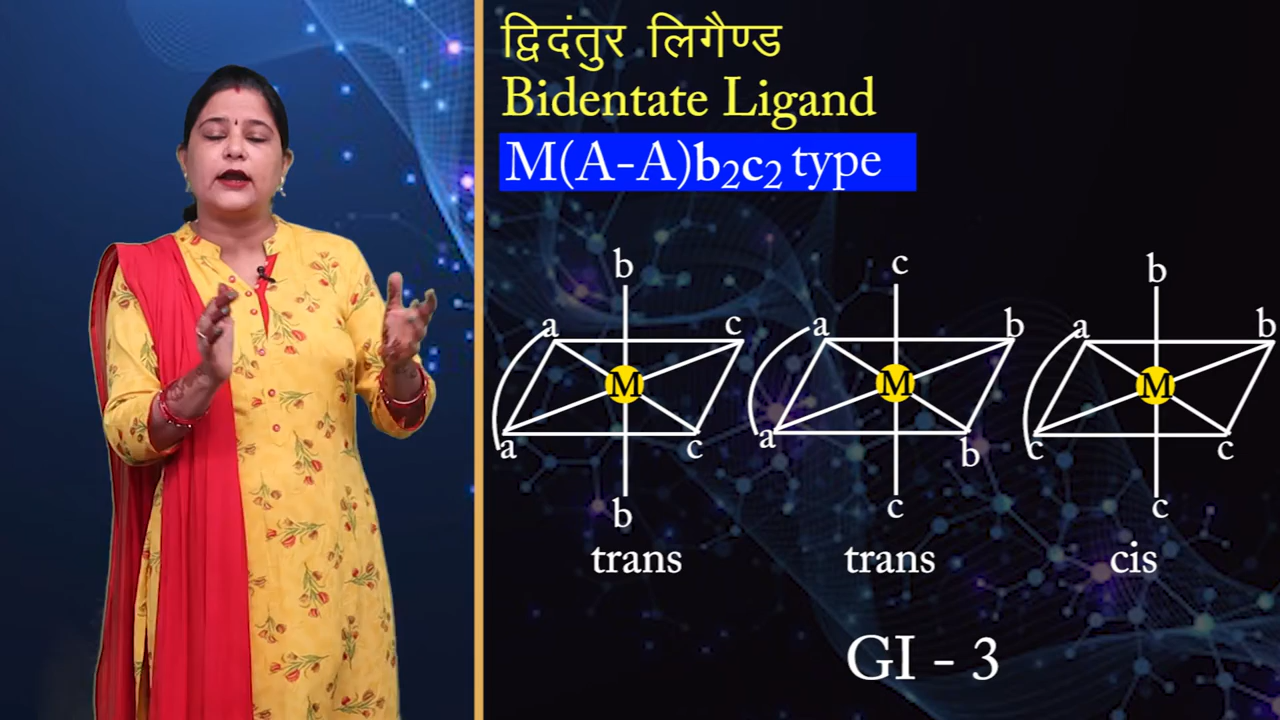 द्विदंतुर लिगैण्ड
Bidentate Ligand
M(A-A)b₂c₂ type
b
a c
M
a c
b
trans
c
a b
M
a b
c
trans
b
a b
M
c c
c
cis
GI - 3